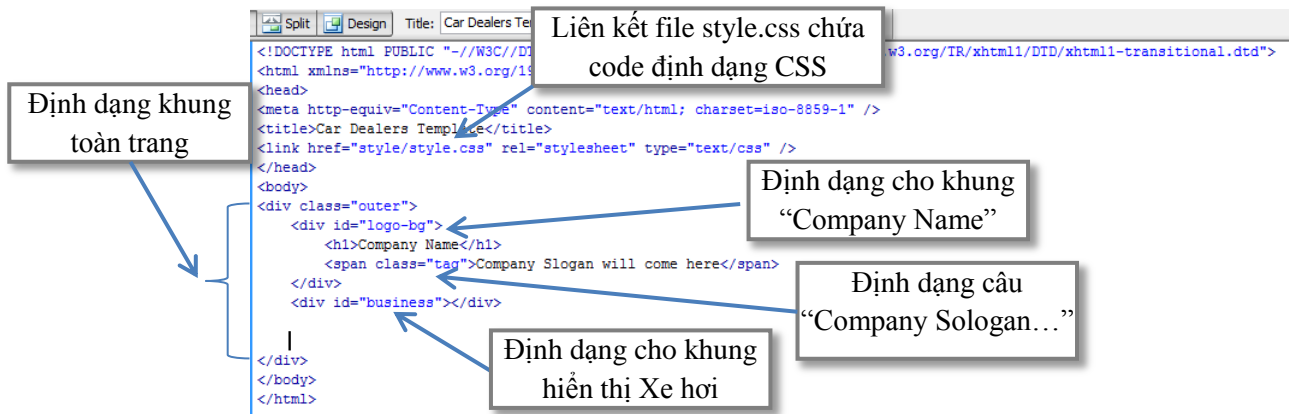 Split Design Title: Car Dealers Te
Liên kết file style.css chứa
code định dạng CSS
<!DOCTYPE html PUBLIC "-//W3C//DT w3.org/TR/xhtml1/DTD/xhtml1-transitional.dtd">
<html xmlns="http://www.w3.org/19
<head>
Định dạng khung
toàn trang
<meta http-equiv="Content-Type" content="text/html; charset=iso-8859-1" />
<title>Car Dealers Template</title>
<link href="style/style.css" rel="stylesheet" type="text/css" />
</head>
<body>
Định dạng cho khung
“Company Name”
<div class="outer">
<div id="logo-bg">
<h1>Company Name</h1>
<span class="tag">Company Slogan will come here</span>
</div>
Định dạng câu
“Company Sologan…”
<div id="business"></div>
Định dạng cho khung
hiển thị Xe hơi
</div>
</body>
</html>